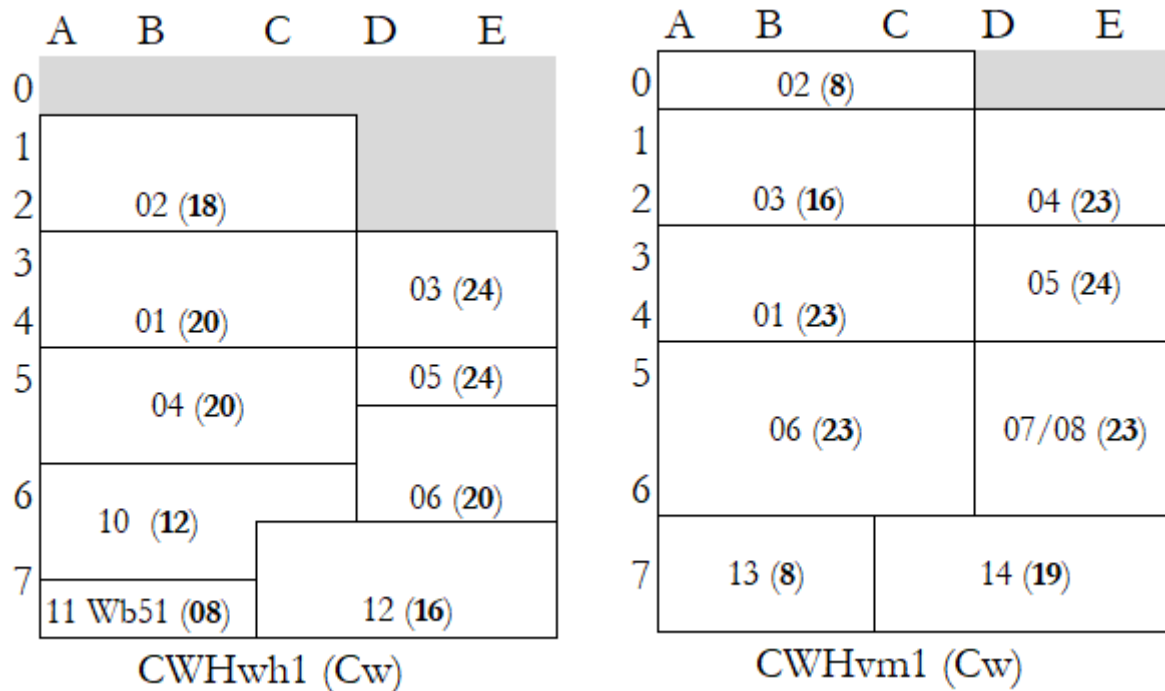 A B C D E
0
1
2 02 (18)
3 03 (24)
4 01 (20)
5 05 (24)
04 (20)
6 06 (20)
10 (12)
7
11 Wb51 (08) 12 (16)
CWHwh1 (Cw)
A B C D E
0 02 (8)
1
2 03 (16) 04 (23)
3 05 (24)
4 01 (23)
5
06 (23) 07/08 (23)
6
7 13 (8) 14 (19)
CWHvm1 (Cw)